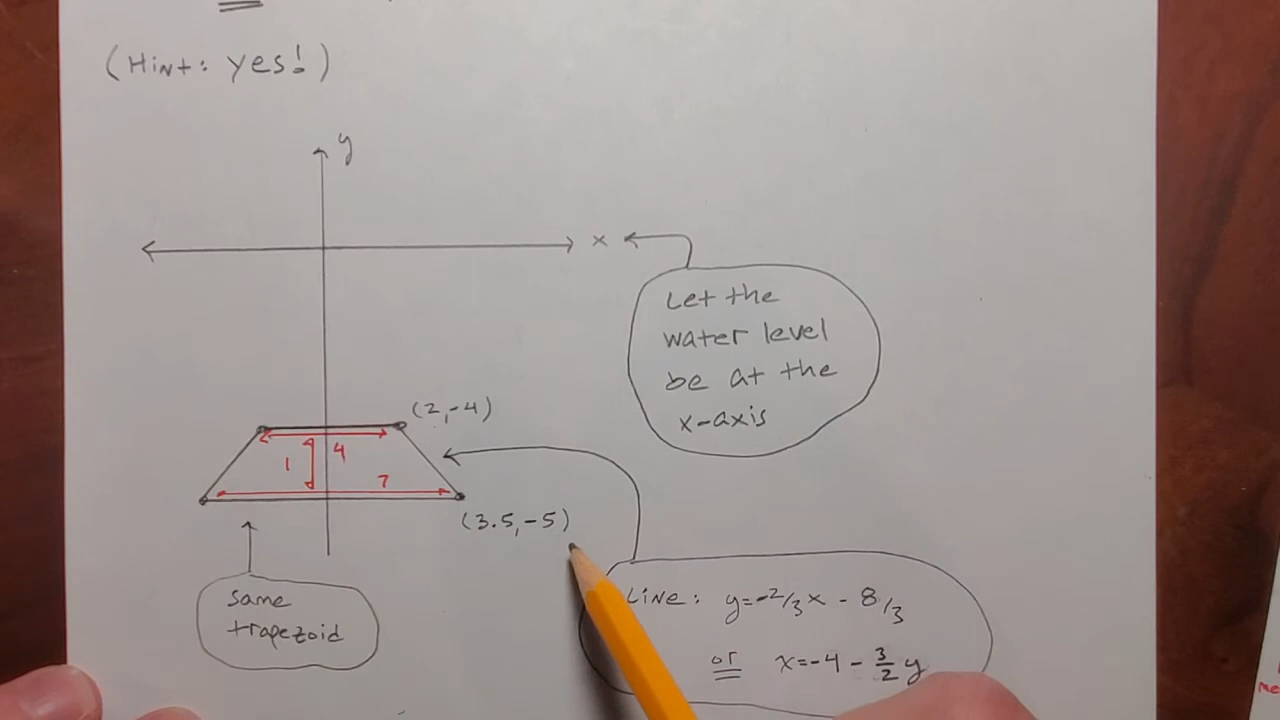 (Hint: yes!)
y
x
Let the
water level
be at the
x-axis
(2,-4)
1
4
7
(3.5,-5)
same
trapezoid
Line: y=-2/3x - 8/3
or x=-4 - 3/2 y